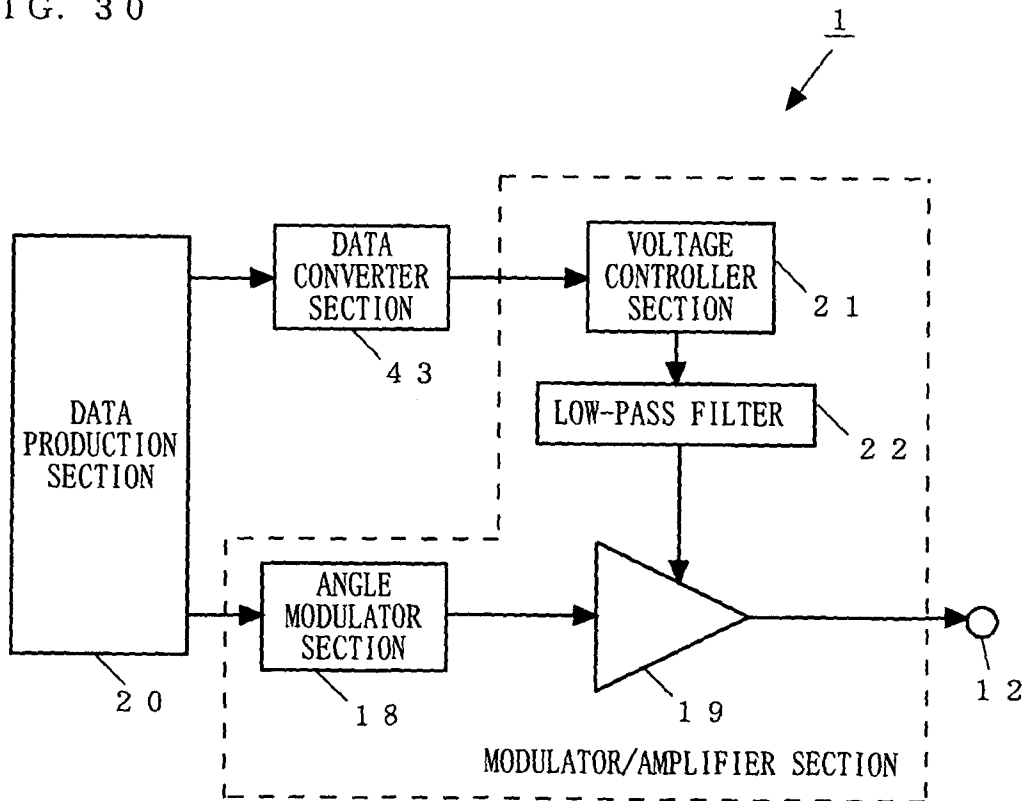 IG. 30
1
DATA
CONVERTER
SECTION
43
VOLTAGE
CONTROLLER
SECTION
21
LOW-PASS FILTER
22
DATA
PRODUCTION
SECTION
20
ANGLE
MODULATOR
SECTION
18
19
12
MODULATOR/AMPLIFIER SECTION